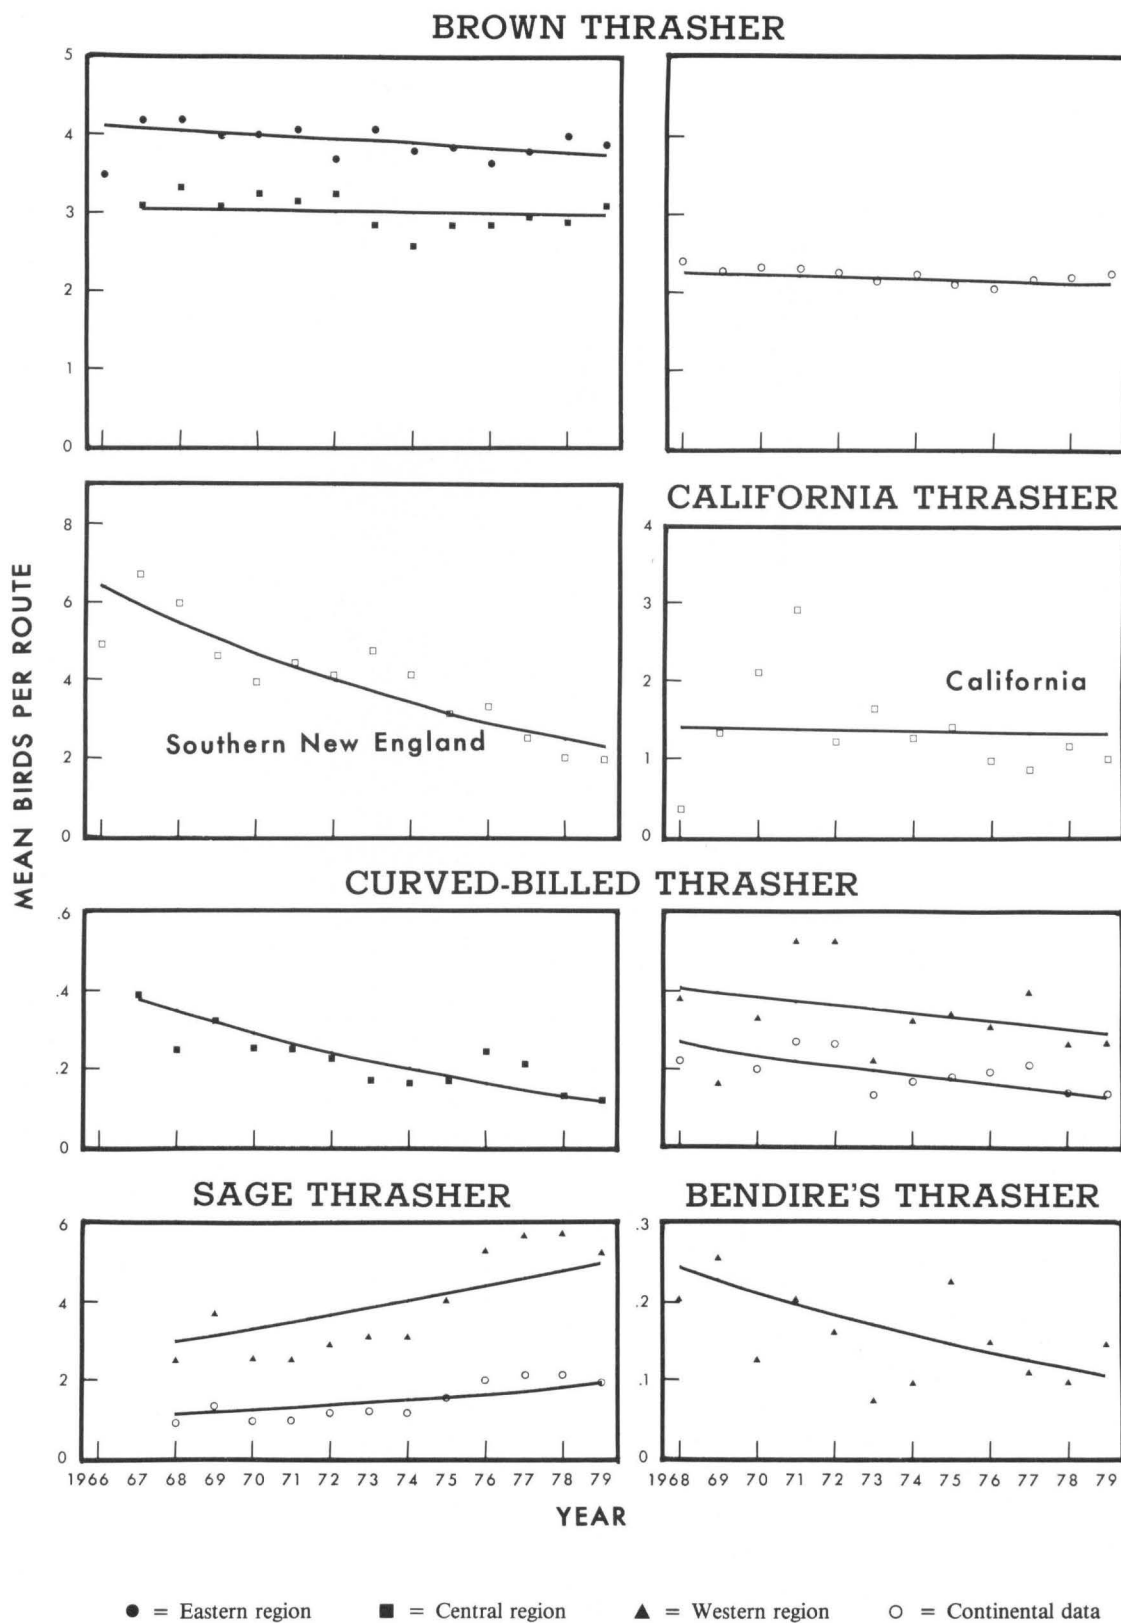 BROWN THRASHER
5
4
3
2
1
0
CALIFORNIA THRASHER
8
6
4
2
0
Southern New England
4
3
2
1
0
California
MEAN BIRDS PER ROUTE
CURVED-BILLED THRASHER
.6
.4
.2
0
SAGE THRASHER
BENDIRE'S THRASHER
6
4
2
0
.3
.2
.1
0
1966 67 68 69 70 71 72 73 74 75 76 77 78 79
1968 69 70 71 72 73 74 75 76 77 78 79
YEAR
● = Eastern region ■ = Central region ▲ = Western region ○ = Continental data